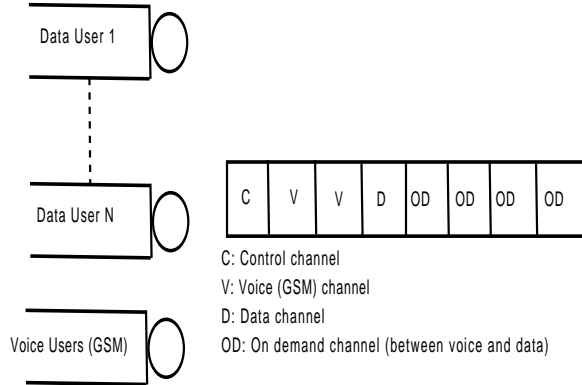 Data User 1
Data User N
Voice Users (GSM)
C V V D OD OD OD OD
C: Control channel
V: Voice (GSM) channel
D: Data channel
OD: On demand channel (between voice and data)